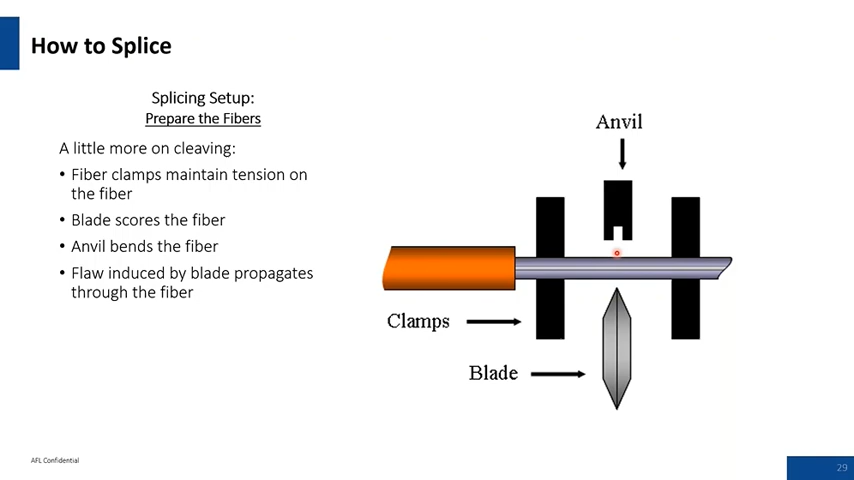 How to Splice
Splicing Setup:
Prepare the Fibers
A little more on cleaving:
• Fiber clamps maintain tension on
the fiber
• Blade scores the fiber
• Anvil bends the fiber
• Flaw induced by blade propagates
through the fiber
Anvil
Clamps
Blade
AFL Confidential
29